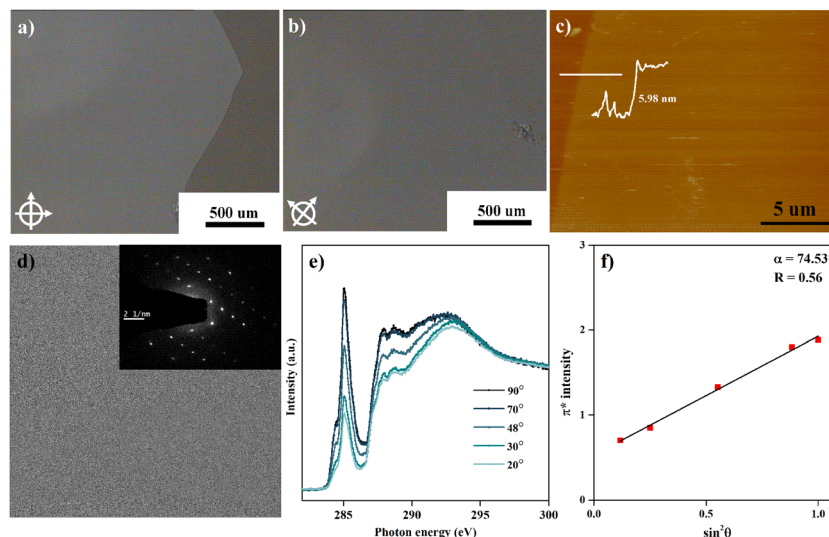 a)
500 um
b)
500 um
c)
5.98 nm
5 um
d)
2 1/nm
e)
Intensity (a.u.)
90°
70°
48°
30°
20°
285
290
295
300
Photon energy (eV)
f)
α = 74.53°
R = 0.56
π* intensity
3
2
1
0
0.0
0.5
1.0
sin²θ